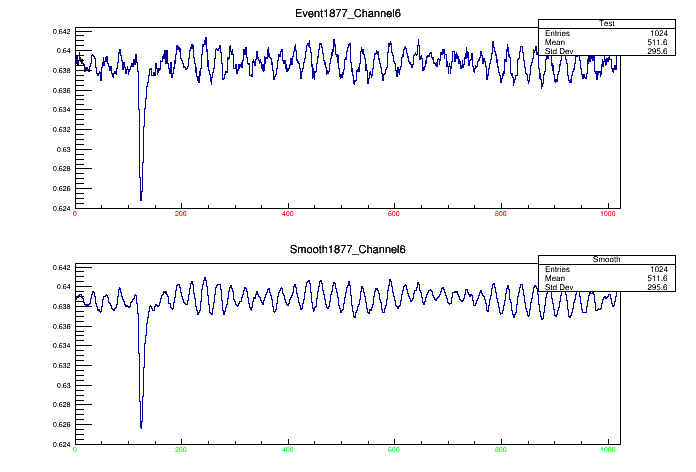 Event1877_Channel6
Test
Entries 1024
Mean 511.6
Std Dev 295.6
0.642
0.64
0.638
0.636
0.634
0.632
0.63
0.628
0.626
0.624
0 200 400 600 800 1000
Smooth1877_Channel6
Smooth
Entries 1024
Mean 511.6
Std Dev 295.6
0.642
0.64
0.638
0.636
0.634
0.632
0.63
0.628
0.626
0.624
0 200 400 600 800 1000